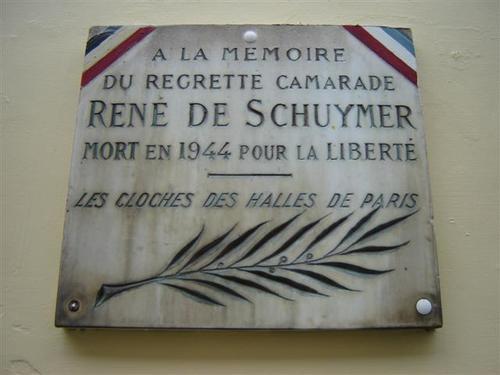 A LA MÉMOIRE
DU REGRETTÉ CAMARADE
RENÉ DE SCHUYMER
MORT EN 1944 POUR LA LIBERTÉ
LES CLOCHES DES HALLES DE PARIS